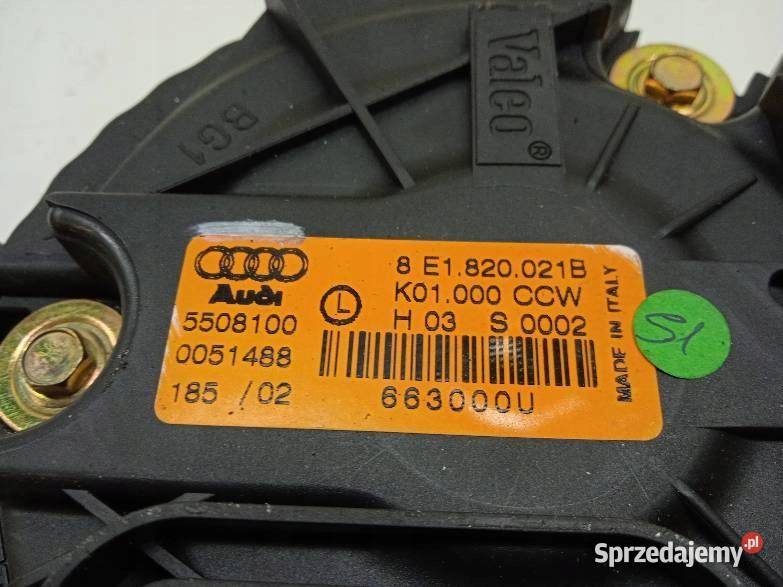 BG1
Valeo®
Audi
8 E1.820.021B
K01.000 CCW
L
H 03 S 0002
5508100
0051488
185 /02
663000U
MADE IN ITALY
S1
Sprzedajemy.pl